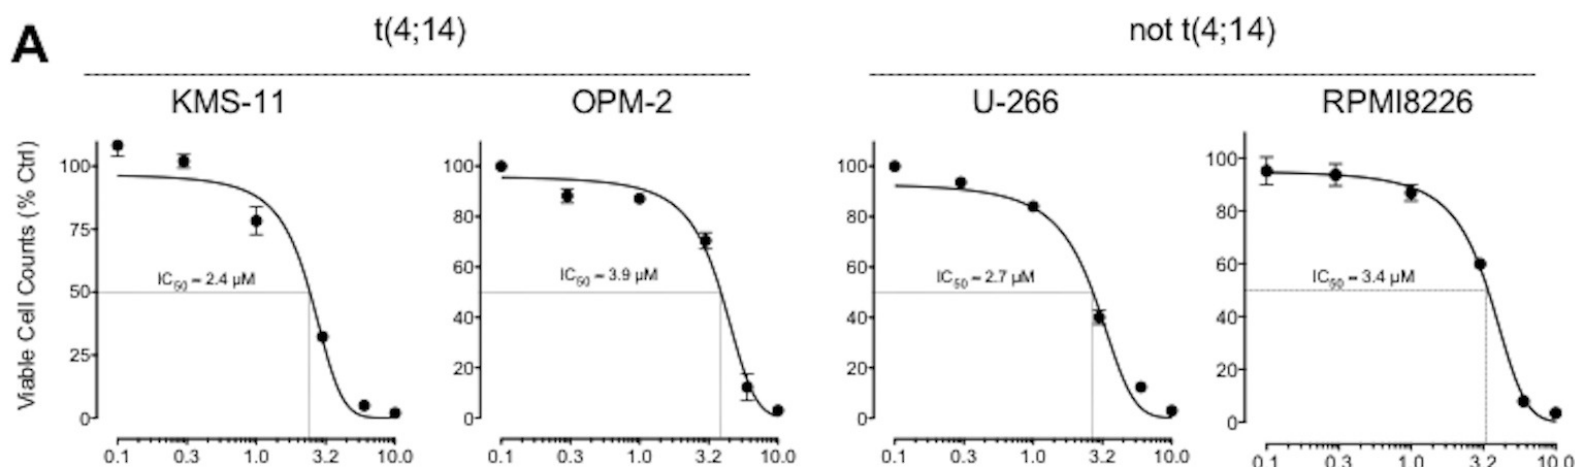 A
t(4;14)
not t(4;14)
KMS-11
OPM-2
U-266
RPMI8226
Viable Cell Counts (% Ctrl)
100
75
50
25
0
IC50 = 2.4 µM
0.1 0.3 1.0 3.2 10.0
100
80
60
40
20
0
IC50 = 3.9 µM
0.1 0.3 1.0 3.2 10.0
100
80
60
40
20
0
IC50 = 2.7 µM
0.1 0.3 1.0 3.2 10.0
100
80
60
40
20
0
IC50 = 3.4 µM
0.1 0.3 1.0 3.2 10.0